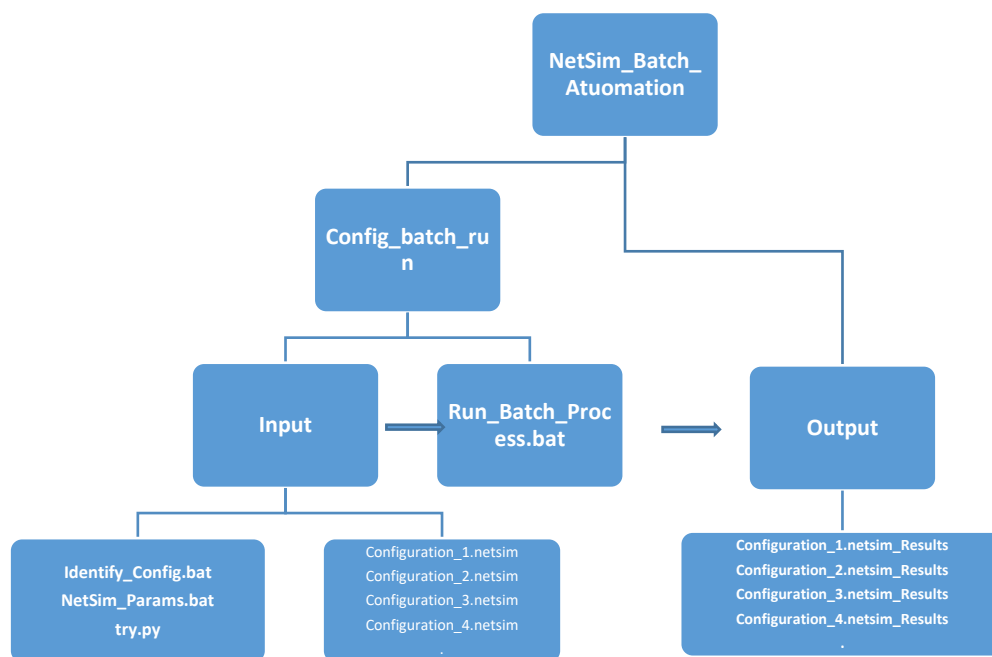 NetSim_Batch_
Atuomation
Config_batch_ru
n
Input
Run_Batch_Proc
ess.bat
Output
Identify_Config.bat
NetSim_Params.bat
try.py
Configuration_1.netsim
Configuration_2.netsim
Configuration_3.netsim
Configuration_4.netsim
.
Configuration_1.netsim_Results
Configuration_2.netsim_Results
Configuration_3.netsim_Results
Configuration_4.netsim_Results
.